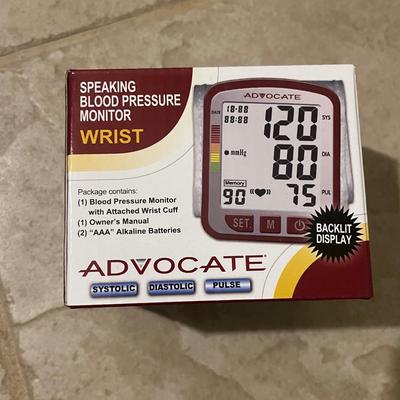 SPEAKING
BLOOD PRESSURE
MONITOR
WRIST
Package contains:
(1) Blood Pressure Monitor
with Attached Wrist Cuff
(1) Owner's Manual
(2) "AAA" Alkaline Batteries
ADVOCATE
DATE 18-88
88:88
120 SYS
mmHg 80 DIA
Memory
90 75 PUL
SET M
BACKLIT
DISPLAY
ADVOCATE®
SYSTOLIC DIASTOLIC PULSE